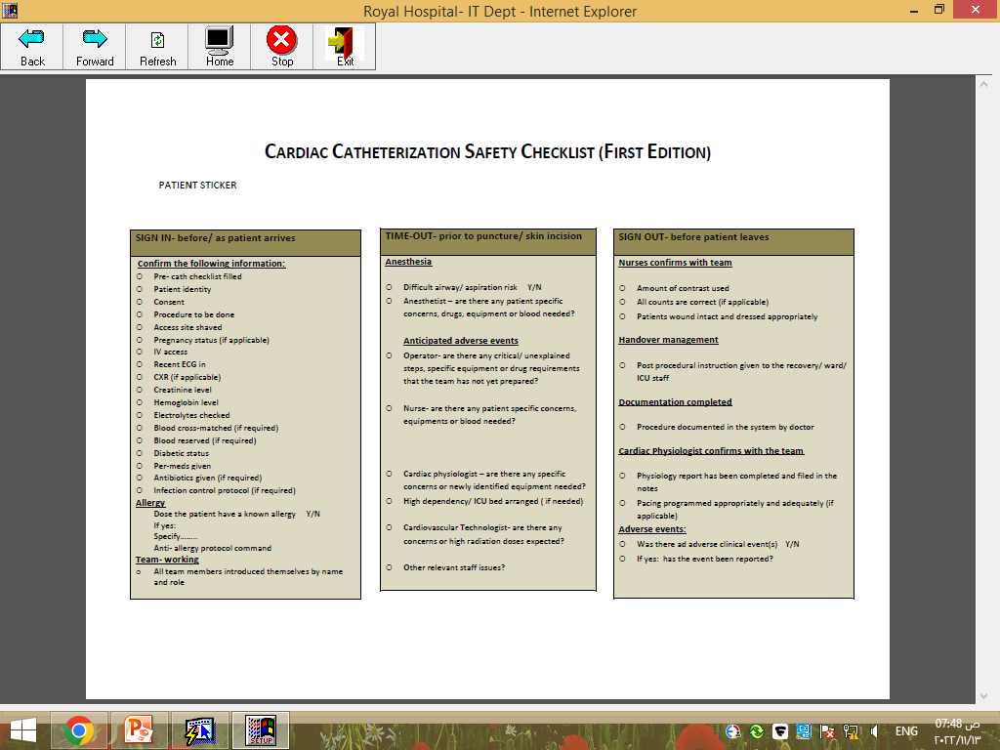 Royal Hospital- IT Dept - Internet Explorer
Back
Forward
Refresh
Home
Stop
Exit
CARDIAC CATHETERIZATION SAFETY CHECKLIST (FIRST EDITION)
PATIENT STICKER
SIGN IN- before/ as patient arrives
Confirm the following information:
Pre- cath checklist filled
Patient identity
Consent
Procedure to be done
Access site shaved
Pregnancy status (if applicable)
IV access
Recent ECG in
CXR (if applicable)
Creatinine level
Hemoglobin level
Electrolytes checked
Blood cross-matched (if required)
Blood reserved (if required)
Diabetic status
Per-meds given
Antibiotics given (if required)
Infection control protocol (if required)
Allergy
Dose the patient have a known allergy Y/N
If yes:
Specify........
Anti- allergy protocol command
Team- working
All team members introduced themselves by name
and role
TIME-OUT- prior to puncture/ skin incision
Anesthesia
Difficult airway/ aspiration risk Y/N
Anesthetist – are there any patient specific
concerns, drugs, equipment or blood needed?
Anticipated adverse events
Operator- are there any critical/ unexplained
steps, specific equipment or drug requirements
that the team has not yet prepared?
Nurse- are there any patient specific concerns,
equipments or blood needed?
Cardiac physiologist – are there any specific
concerns or newly identified equipment needed?
High dependency/ ICU bed arranged ( if needed)
Cardiovascular Technologist- are there any
concerns or high radiation doses expected?
Other relevant staff issues?
SIGN OUT- before patient leaves
Nurses confirms with team
Amount of contrast used
All counts are correct (if applicable)
Patients wound intact and dressed appropriately
Handover management
Post procedural instruction given to the recovery/ ward/
ICU staff
Documentation completed
Procedure documented in the system by doctor
Cardiac Physiologist confirms with the team
Physiology report has been completed and filed in the
notes
Pacing programmed appropriately and adequately (if
applicable)
Adverse events:
Was there ad adverse clinical event(s) Y/N
If yes: has the event been reported?
SETUP
ENG
07:48 ص
٢٠٢٢/١١/١٣